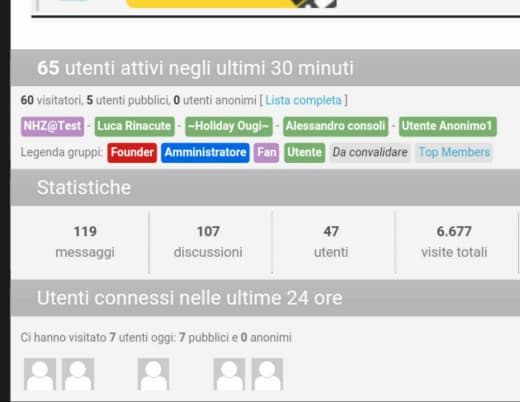 65 utenti attivi negli ultimi 30 minuti
60 visitatori, 5 utenti pubblici, 0 utenti anonimi [ Lista completa ]
NHZ@Test - Luca Rinacute - ~Holiday Ougi~ - Alessandro consoli - Utente Anonimo1
Legenda gruppi: Founder Amministratore Fan Utente Da convalidare Top Members
Statistiche
119 107 47 6.677
messaggi discussioni utenti visite totali
Utenti connessi nelle ultime 24 ore
Ci hanno visitato 7 utenti oggi: 7 pubblici e 0 anonimi